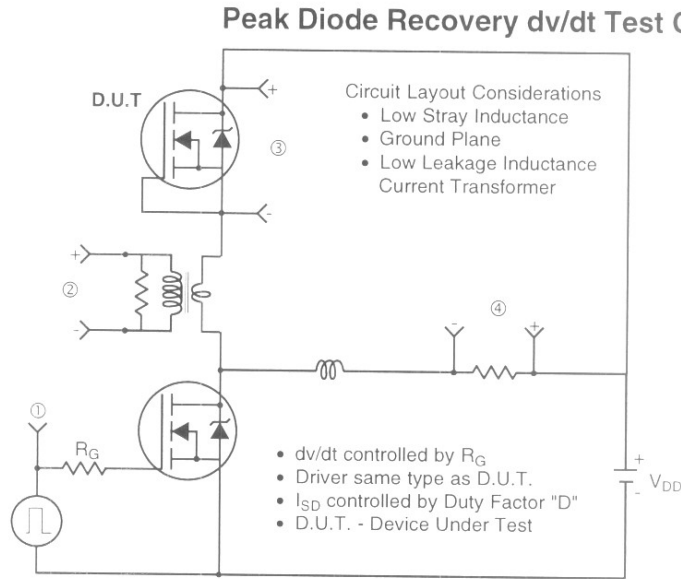 Peak Diode Recovery dv/dt Test
D.U.T
+
③
-
Circuit Layout Considerations
• Low Stray Inductance
• Ground Plane
• Low Leakage Inductance
Current Transformer
+
②
-
④
-
+
①
R_G
• dv/dt controlled by R_G
• Driver same type as D.U.T.
• I_SD controlled by Duty Factor "D"
• D.U.T. - Device Under Test
+
V_DD
-